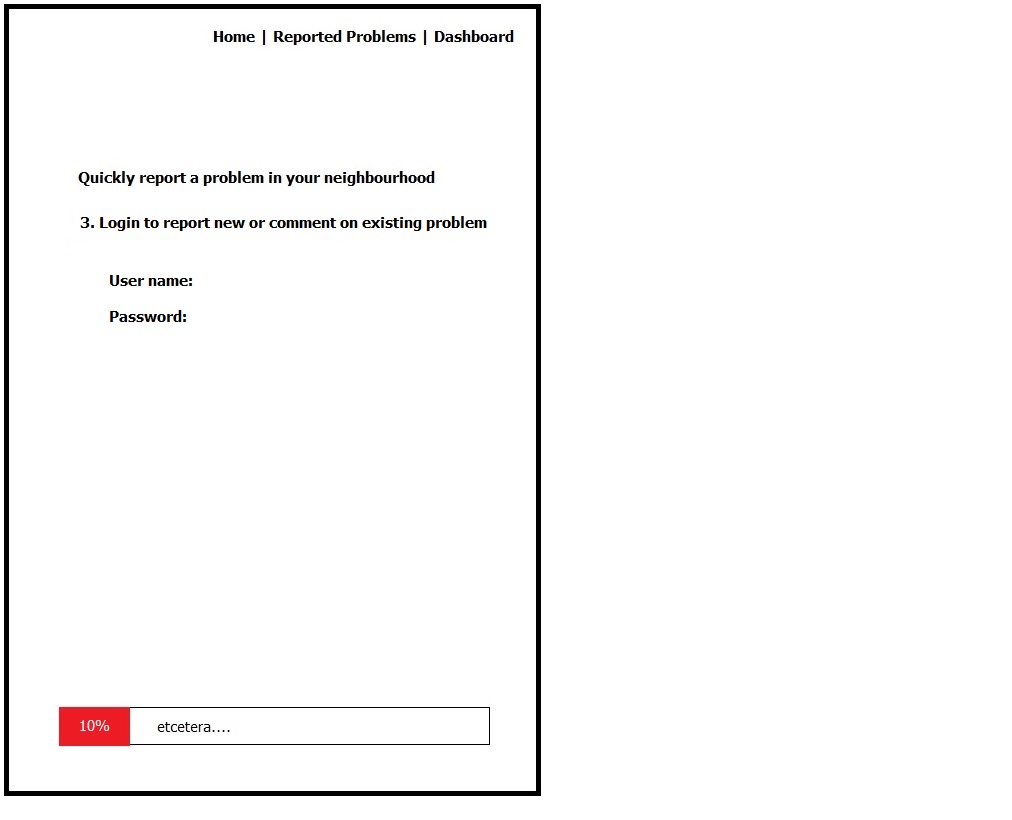 Home | Reported Problems | Dashboard
Quickly report a problem in your neighbourhood
3. Login to report new or comment on existing problem
User name:
Password:
10% etcetera....